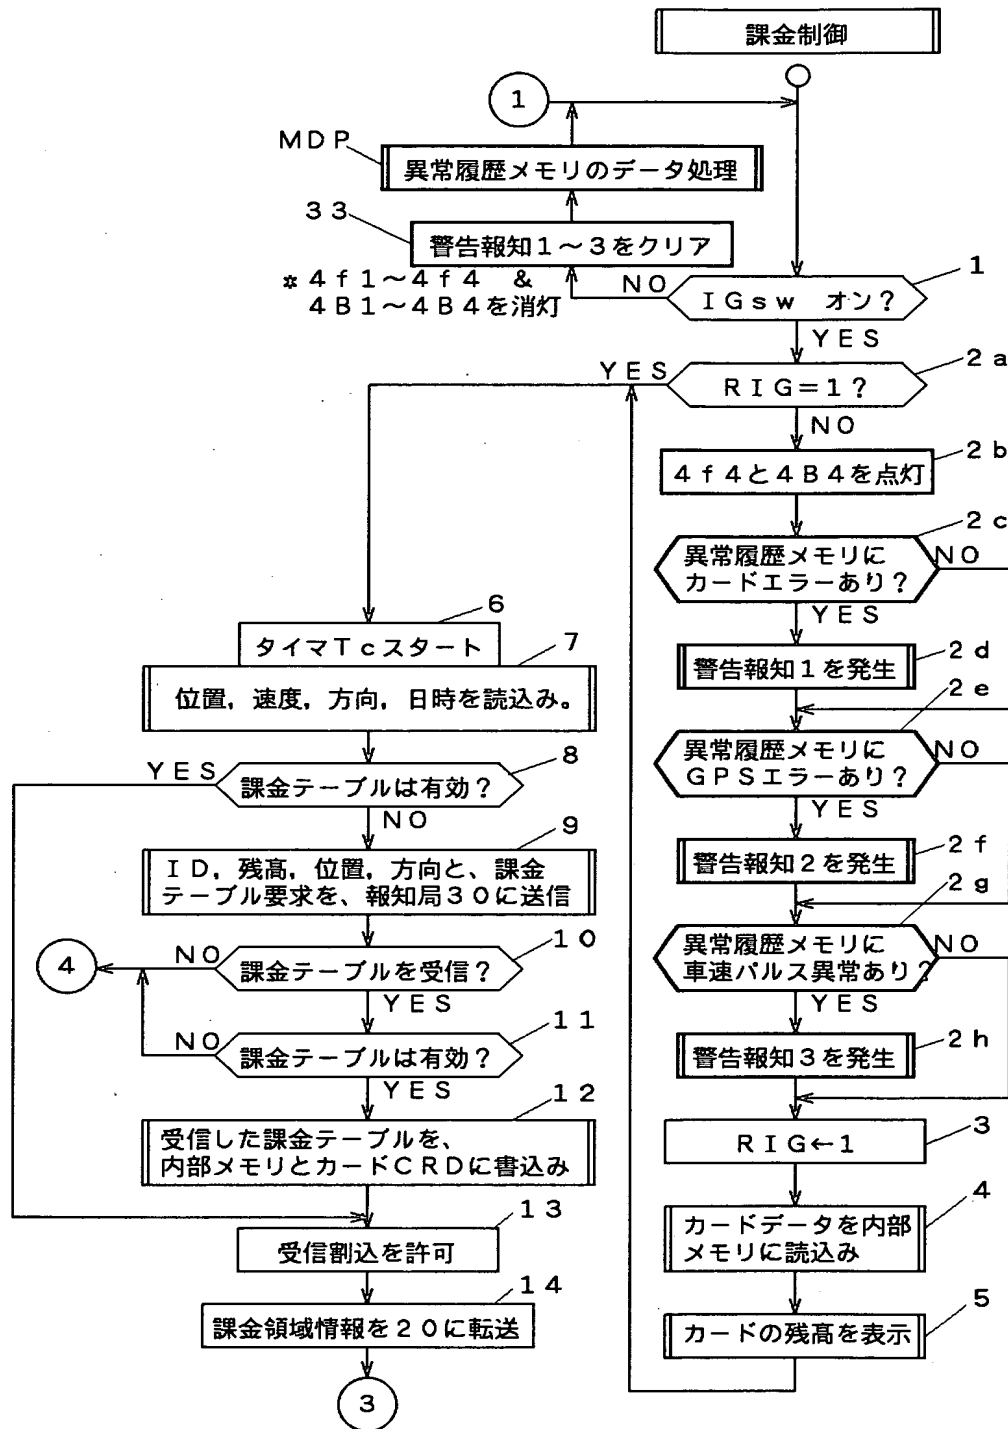 課金制御
1
MDP
異常履歴メモリのデータ処理
33
警告報知1~3をクリア
* 4f1~4f4 &
4B1~4B4を消灯
NO
1
IGsw オン?
YES
2a
YES
RIG=1?
NO
2b
4f4と4B4を点灯
2c
異常履歴メモリに
カードエラーあり?
NO
YES
2d
警告報知1を発生
2e
異常履歴メモリに
GPSエラーあり?
NO
YES
2f
警告報知2を発生
2g
異常履歴メモリに
車速パルス異常あり?
NO
YES
2h
警告報知3を発生
3
RIG←1
4
カードデータを内部
メモリに読込み
5
カードの残高を表示
6
タイマTcスタート
7
位置,速度,方向,日時を読込み。
8
YES
課金テーブルは有効?
NO
9
ID,残高,位置,方向と、課金
テーブル要求を、報知局30に送信
10
4
NO
課金テーブルを受信?
YES
11
NO
課金テーブルは有効?
YES
12
受信した課金テーブルを、
内部メモリとカードCRDに書込み
13
受信割込を許可
14
課金領域情報を20に転送
3